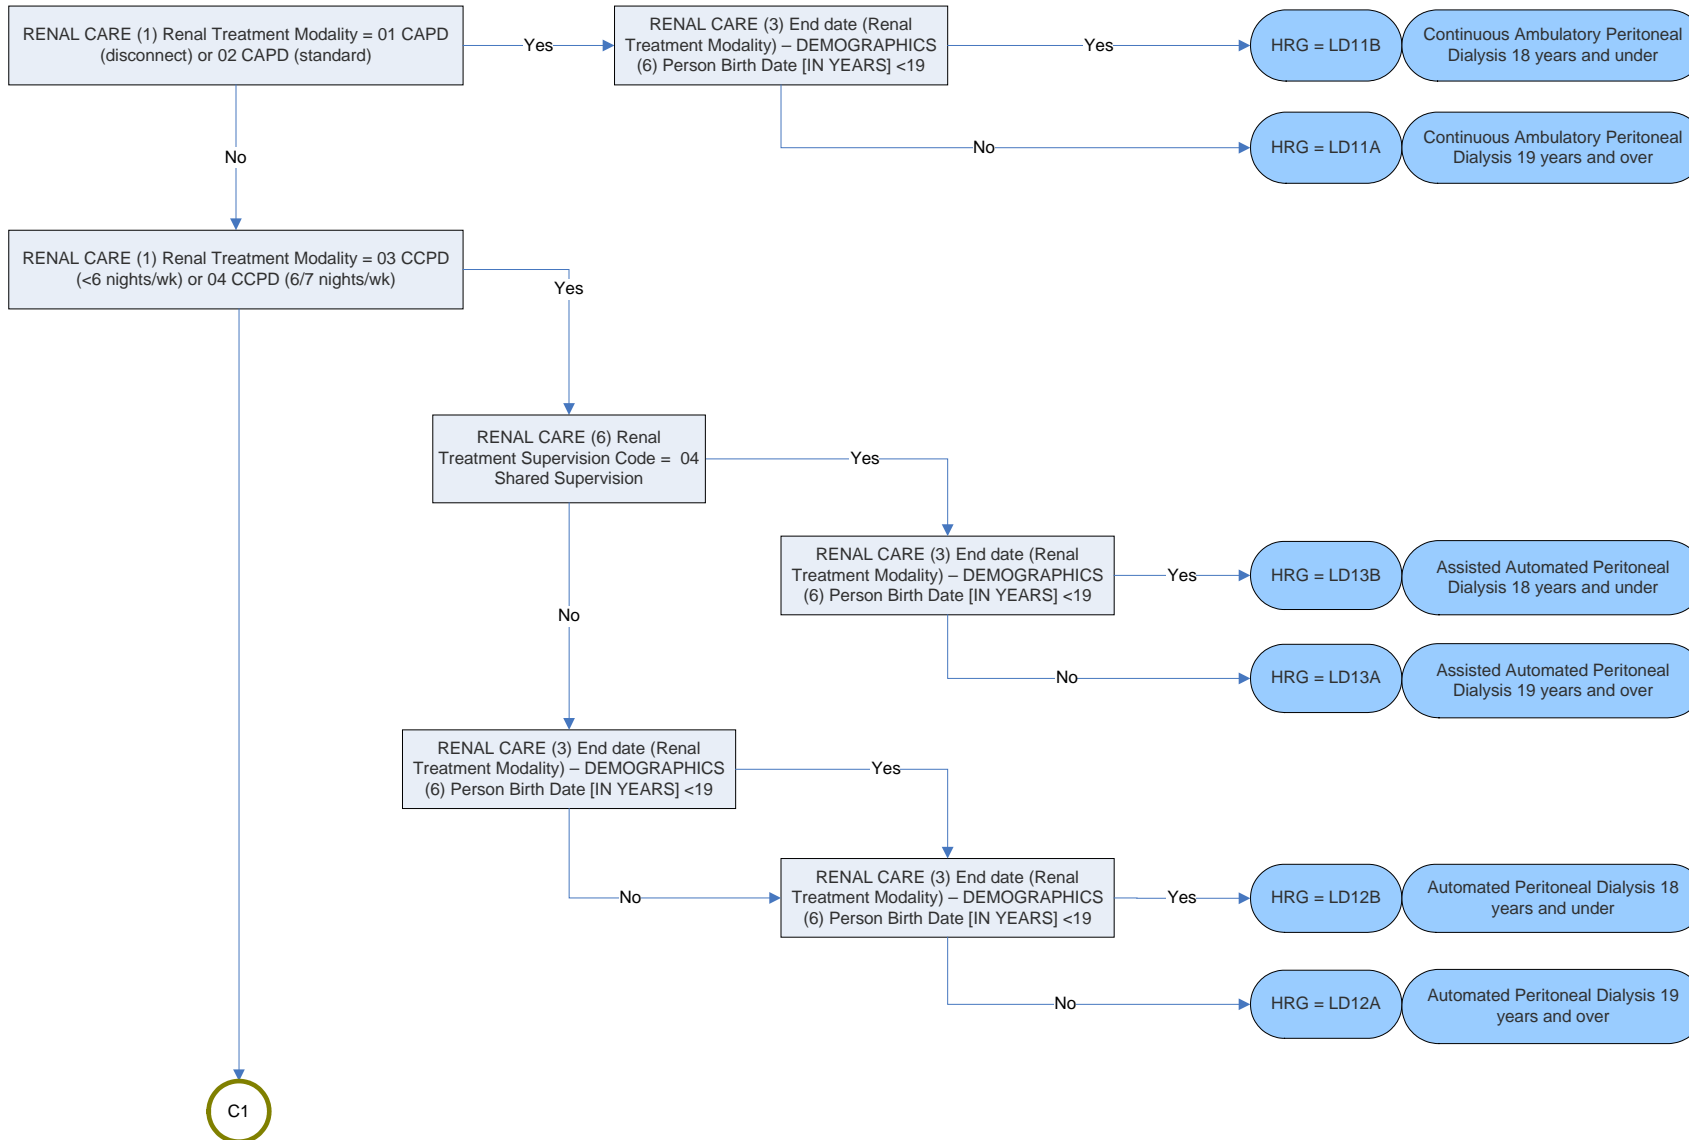 RENAL CARE (1) Renal Treatment Modality = 01 CAPD
(disconnect) or 02 CAPD (standard)
Yes
RENAL CARE (3) End date (Renal
Treatment Modality) – DEMOGRAPHICS
(6) Person Birth Date [IN YEARS] <19
Yes
HRG = LD11B
Continuous Ambulatory Peritoneal
Dialysis 18 years and under
No
No
HRG = LD11A
Continuous Ambulatory Peritoneal
Dialysis 19 years and over
RENAL CARE (1) Renal Treatment Modality = 03 CCPD
(<6 nights/wk) or 04 CCPD (6/7 nights/wk)
Yes
RENAL CARE (6) Renal
Treatment Supervision Code =  04
Shared Supervision
Yes
RENAL CARE (3) End date (Renal
Treatment Modality) – DEMOGRAPHICS
(6) Person Birth Date [IN YEARS] <19
Yes
HRG = LD13B
Assisted Automated Peritoneal
Dialysis 18 years and under
No
No
HRG = LD13A
Assisted Automated Peritoneal
Dialysis 19 years and over
RENAL CARE (3) End date (Renal
Treatment Modality) – DEMOGRAPHICS
(6) Person Birth Date [IN YEARS] <19
Yes
No
RENAL CARE (3) End date (Renal
Treatment Modality) – DEMOGRAPHICS
(6) Person Birth Date [IN YEARS] <19
Yes
HRG = LD12B
Automated Peritoneal Dialysis 18
years and under
No
HRG = LD12A
Automated Peritoneal Dialysis 19
years and over
C1